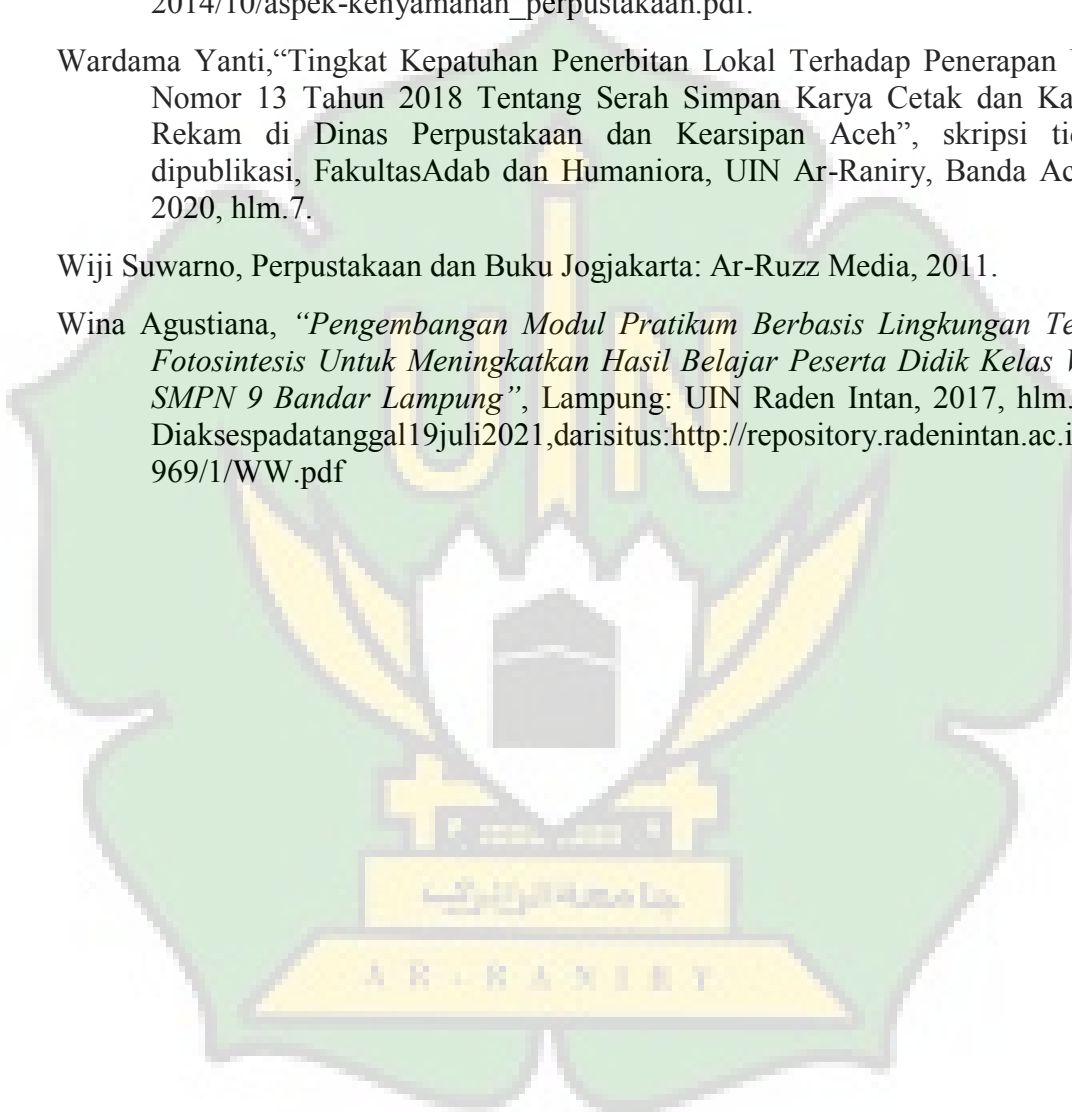 2014/10/aspek-kenyamanan_perpustakaan.pdf.
Wardama Yanti,“Tingkat Kepatuhan Penerbitan Lokal Terhadap Penerapan
Nomor 13 Tahun 2018 Tentang Serah Simpan Karya Cetak dan Ka
Rekam di Dinas Perpustakaan dan Kearsipan Aceh”, skripsi ti
dipublikasi, FakultasAdab dan Humaniora, UIN Ar-Raniry, Banda Ac
2020, hlm.7.
Wiji Suwarno, Perpustakaan dan Buku Jogjakarta: Ar-Ruzz Media, 2011.
Wina Agustiana, “Pengembangan Modul Pratikum Berbasis Lingkungan Te
Fotosintesis Untuk Meningkatkan Hasil Belajar Peserta Didik Kelas
SMPN 9 Bandar Lampung”, Lampung: UIN Raden Intan, 2017, hlm.
Diaksespadatanggal19juli2021,darisitus:http://repository.radenintan.ac.i
969/1/WW.pdf
UIN
جامعة الرانري
AR-RANIRY